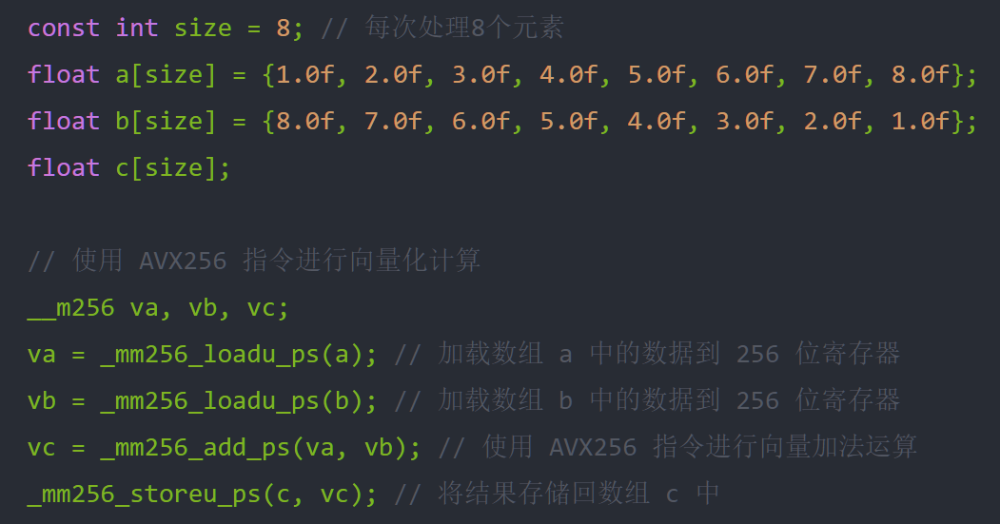 const int size = 8; // 每次处理8个元素
float a[size] = {1.0f, 2.0f, 3.0f, 4.0f, 5.0f, 6.0f, 7.0f, 8.0f};
float b[size] = {8.0f, 7.0f, 6.0f, 5.0f, 4.0f, 3.0f, 2.0f, 1.0f};
float c[size];
// 使用 AVX256 指令进行向量化计算
__m256 va, vb, vc;
va = _mm256_loadu_ps(a); // 加载数组 a 中的数据到 256 位寄存器
vb = _mm256_loadu_ps(b); // 加载数组 b 中的数据到 256 位寄存器
vc = _mm256_add_ps(va, vb); // 使用 AVX256 指令进行向量加法运算
_mm256_storeu_ps(c, vc); // 将结果存储回数组 c 中